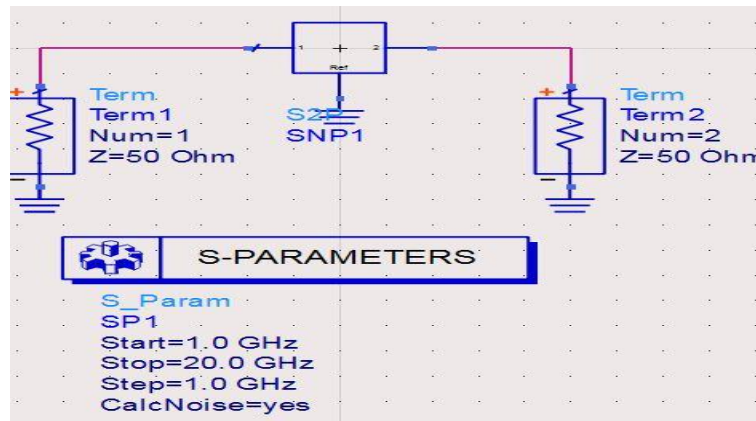 1 2
Ref
+
Term
Term1
Num=1
Z=50 Ohm
−
S2P
SNP1
+
Term
Term2
Num=2
Z=50 Ohm
−
S-PARAMETERS
S_Param
SP1
Start=1.0 GHz
Stop=20.0 GHz
Step=1.0 GHz
CalcNoise=yes